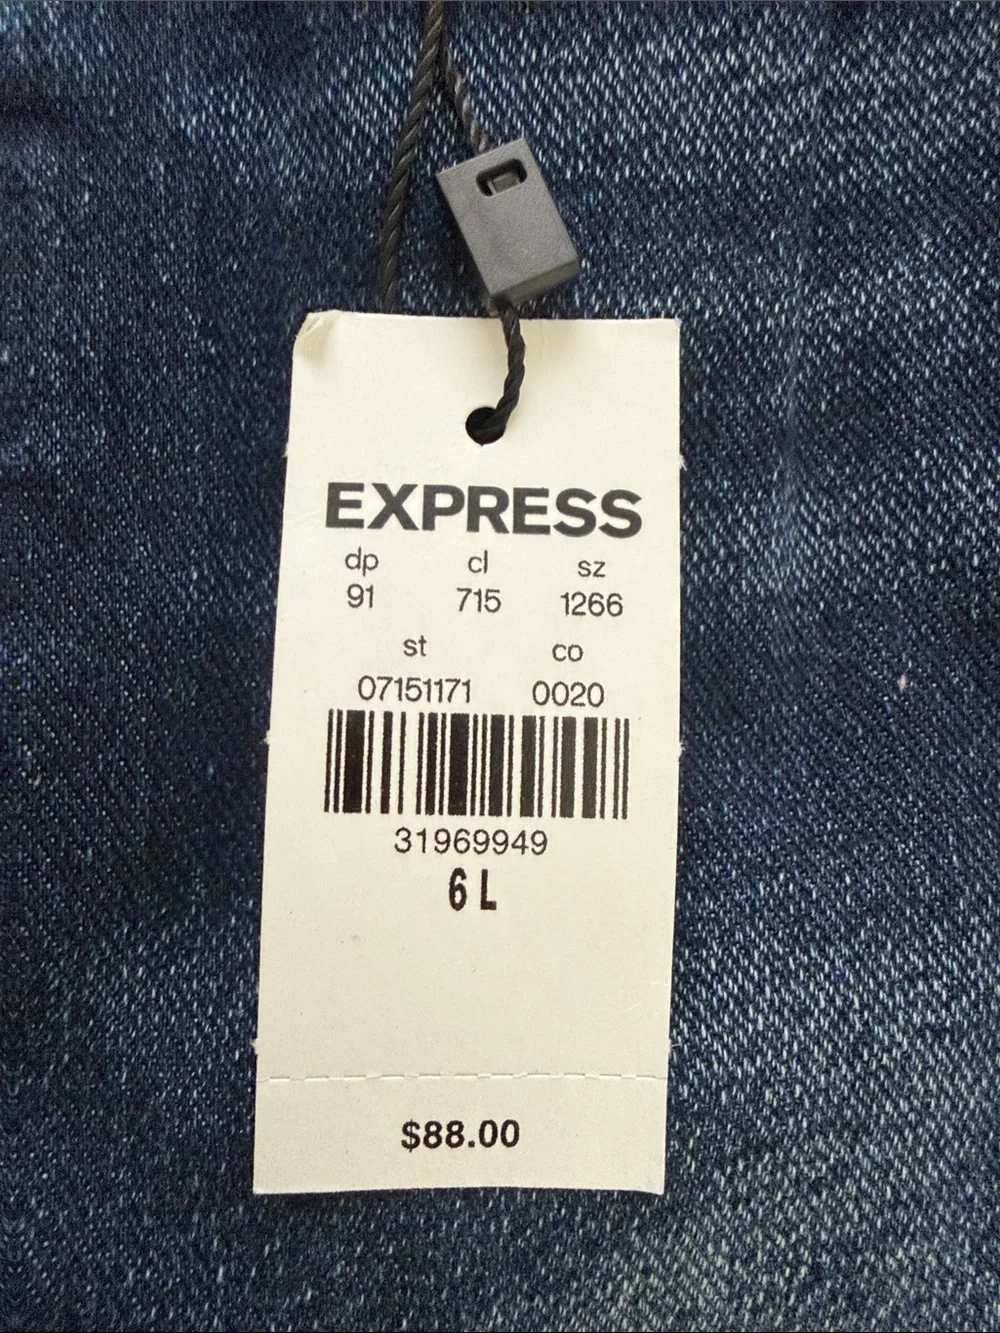 EXPRESS
dp cl sz
91 715 1266
st co
07151171 0020
31969949
6 L
$88.00